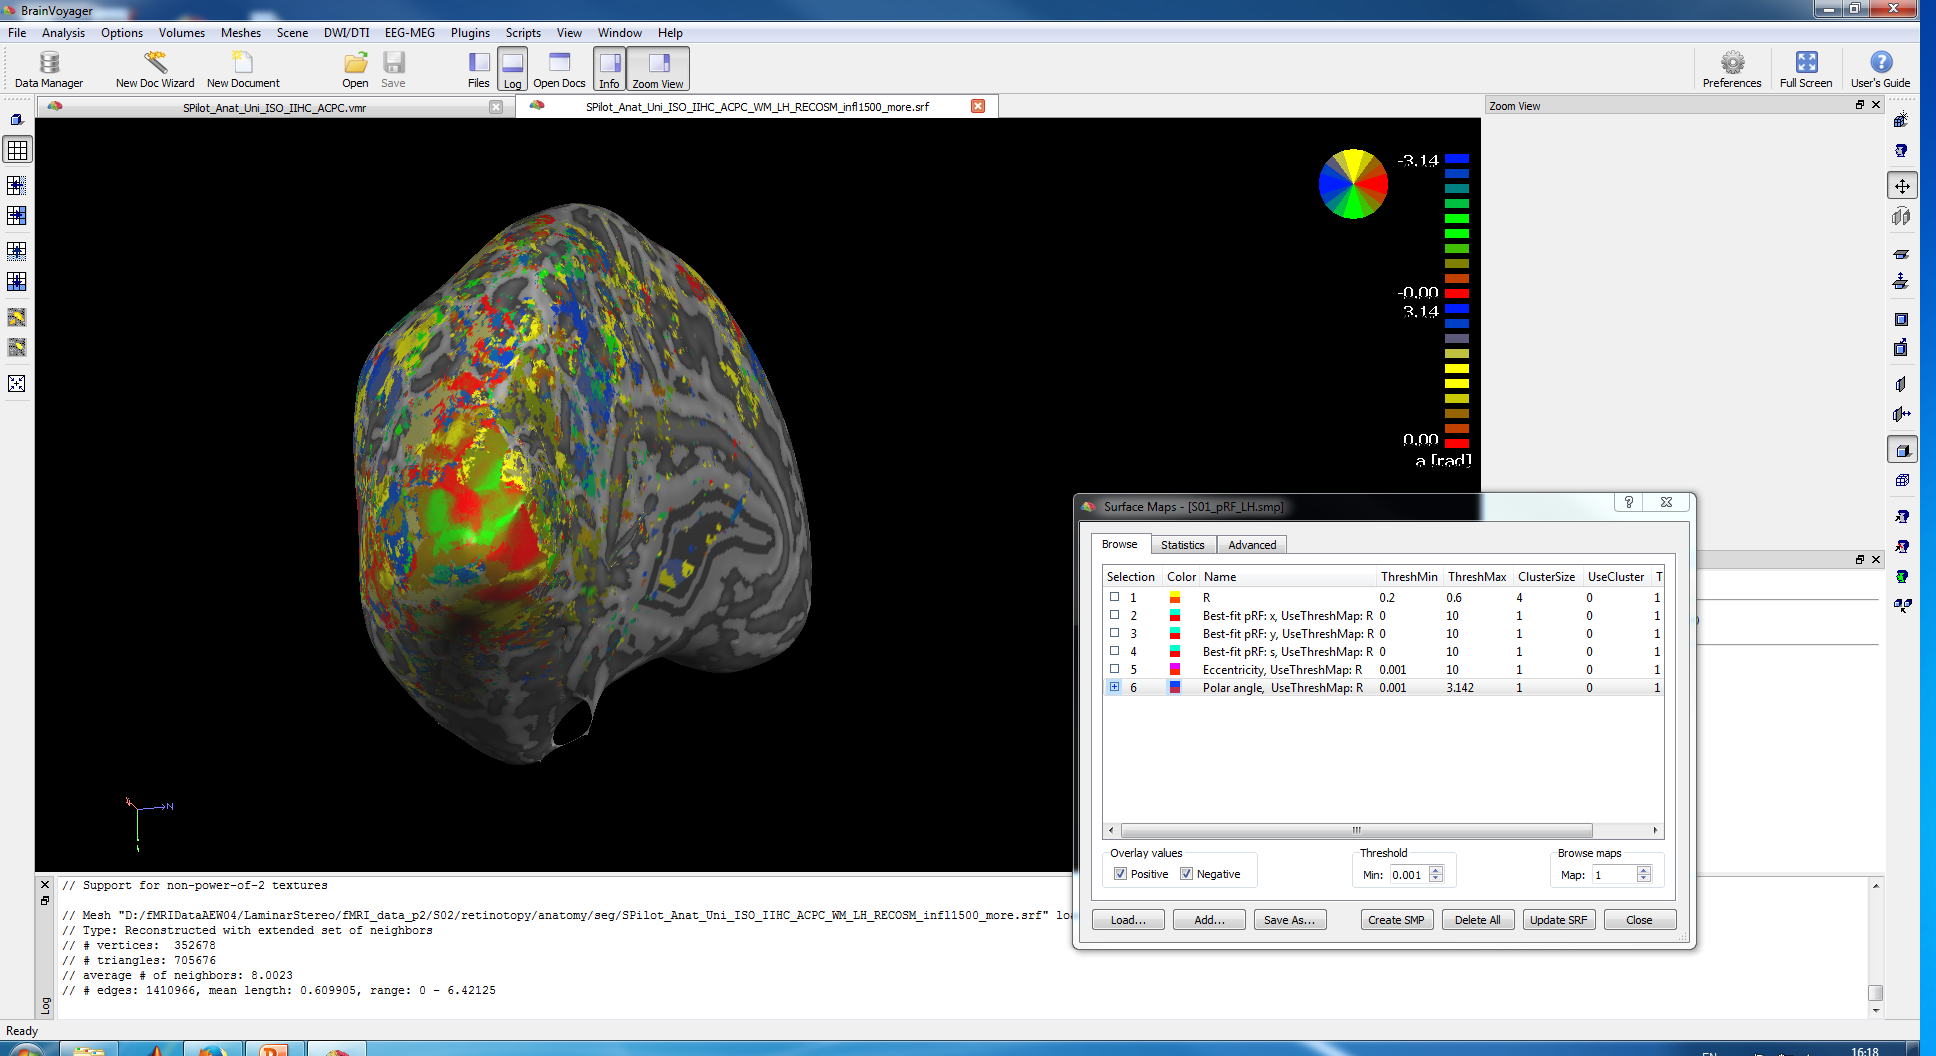 BrainVoyager
File Analysis Options Volumes Meshes Scene DWI/DTI EEG-MEG Plugins Scripts View Window Help
Data Manager New Doc Wizard New Document Open Save Files Log Open Docs Info Zoom View Preferences Full Screen User's Guide
SPilot_Anat_Uni_ISO_IIHC_ACPC.vmr SPilot_Anat_Uni_ISO_IIHC_ACPC_WM_LH_RECOSM_infl1500_more.srf
Zoom View
-3.14
-0.00
3.14
0.00
a [rad]
Surface Maps - [S01_pRF_LH.smp]
Browse Statistics Advanced
Selection Color Name ThreshMin ThreshMax ClusterSize UseCluster T
1 R 0.2 0.6 4 0 1
2 Best-fit pRF: x, UseThreshMap: R 0 10 1 0 1
3 Best-fit pRF: y, UseThreshMap: R 0 10 1 0 1
4 Best-fit pRF: s, UseThreshMap: R 0 10 1 0 1
5 Eccentricity, UseThreshMap: R 0.001 10 1 0 1
6 Polar angle, UseThreshMap: R 0.001 3.142 1 0 1
Overlay values Threshold Browse maps
Positive Negative Min: 0.001 Map: 1
Load... Add... Save As... Create SMP Delete All Update SRF Close
N
// Support for non-power-of-2 textures
// Mesh "D:/fMRIDataAEW04/LaminarStereo/fMRI_data_p2/S02/retinotopy/anatomy/seg/SPilot_Anat_Uni_ISO_IIHC_ACPC_WM_LH_RECOSM_infl1500_more.srf" loa
// Type: Reconstructed with extended set of neighbors
// # vertices: 352678
// # triangles: 705676
// average # of neighbors: 8.0023
// # edges: 1410966, mean length: 0.609905, range: 0 - 6.42125
Log
Ready
16:18